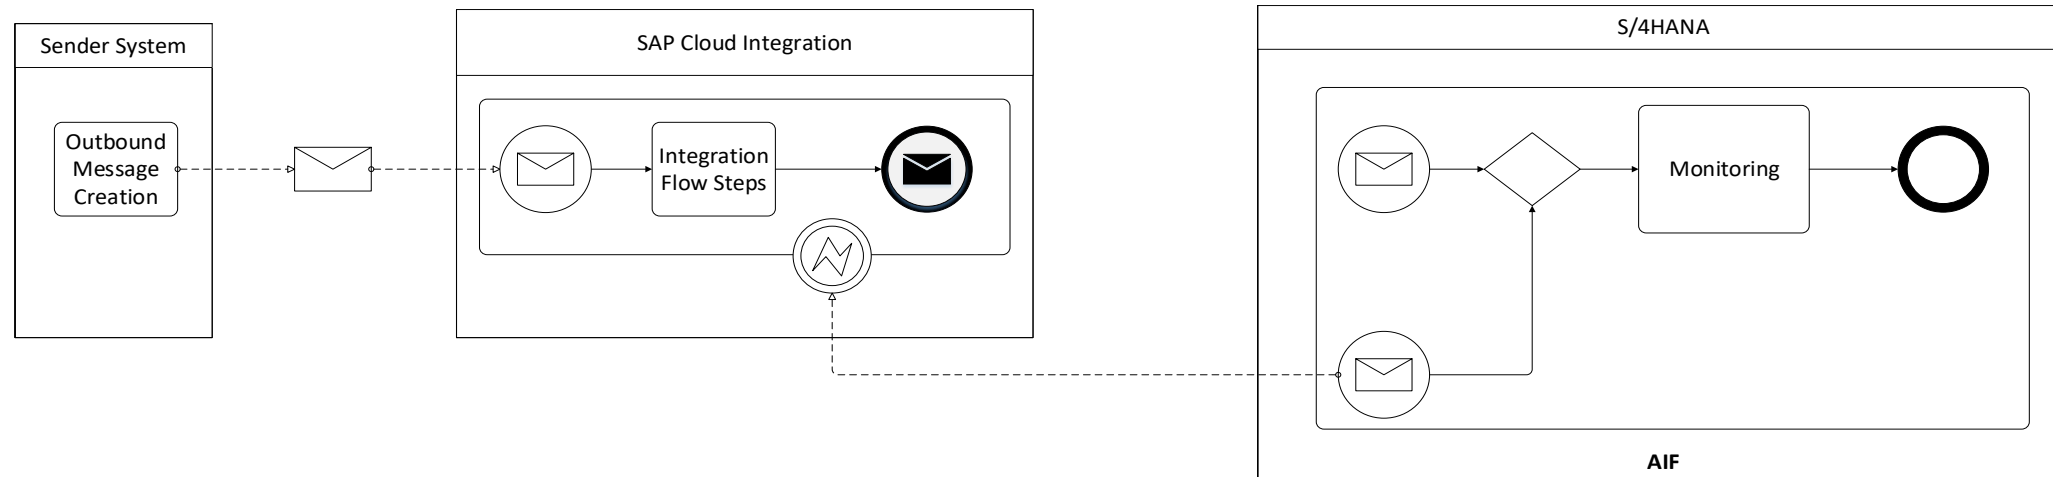 Sender System
Outbound
Message
Creation
SAP Cloud Integration
Integration
Flow Steps
S/4HANA
Monitoring
AIF